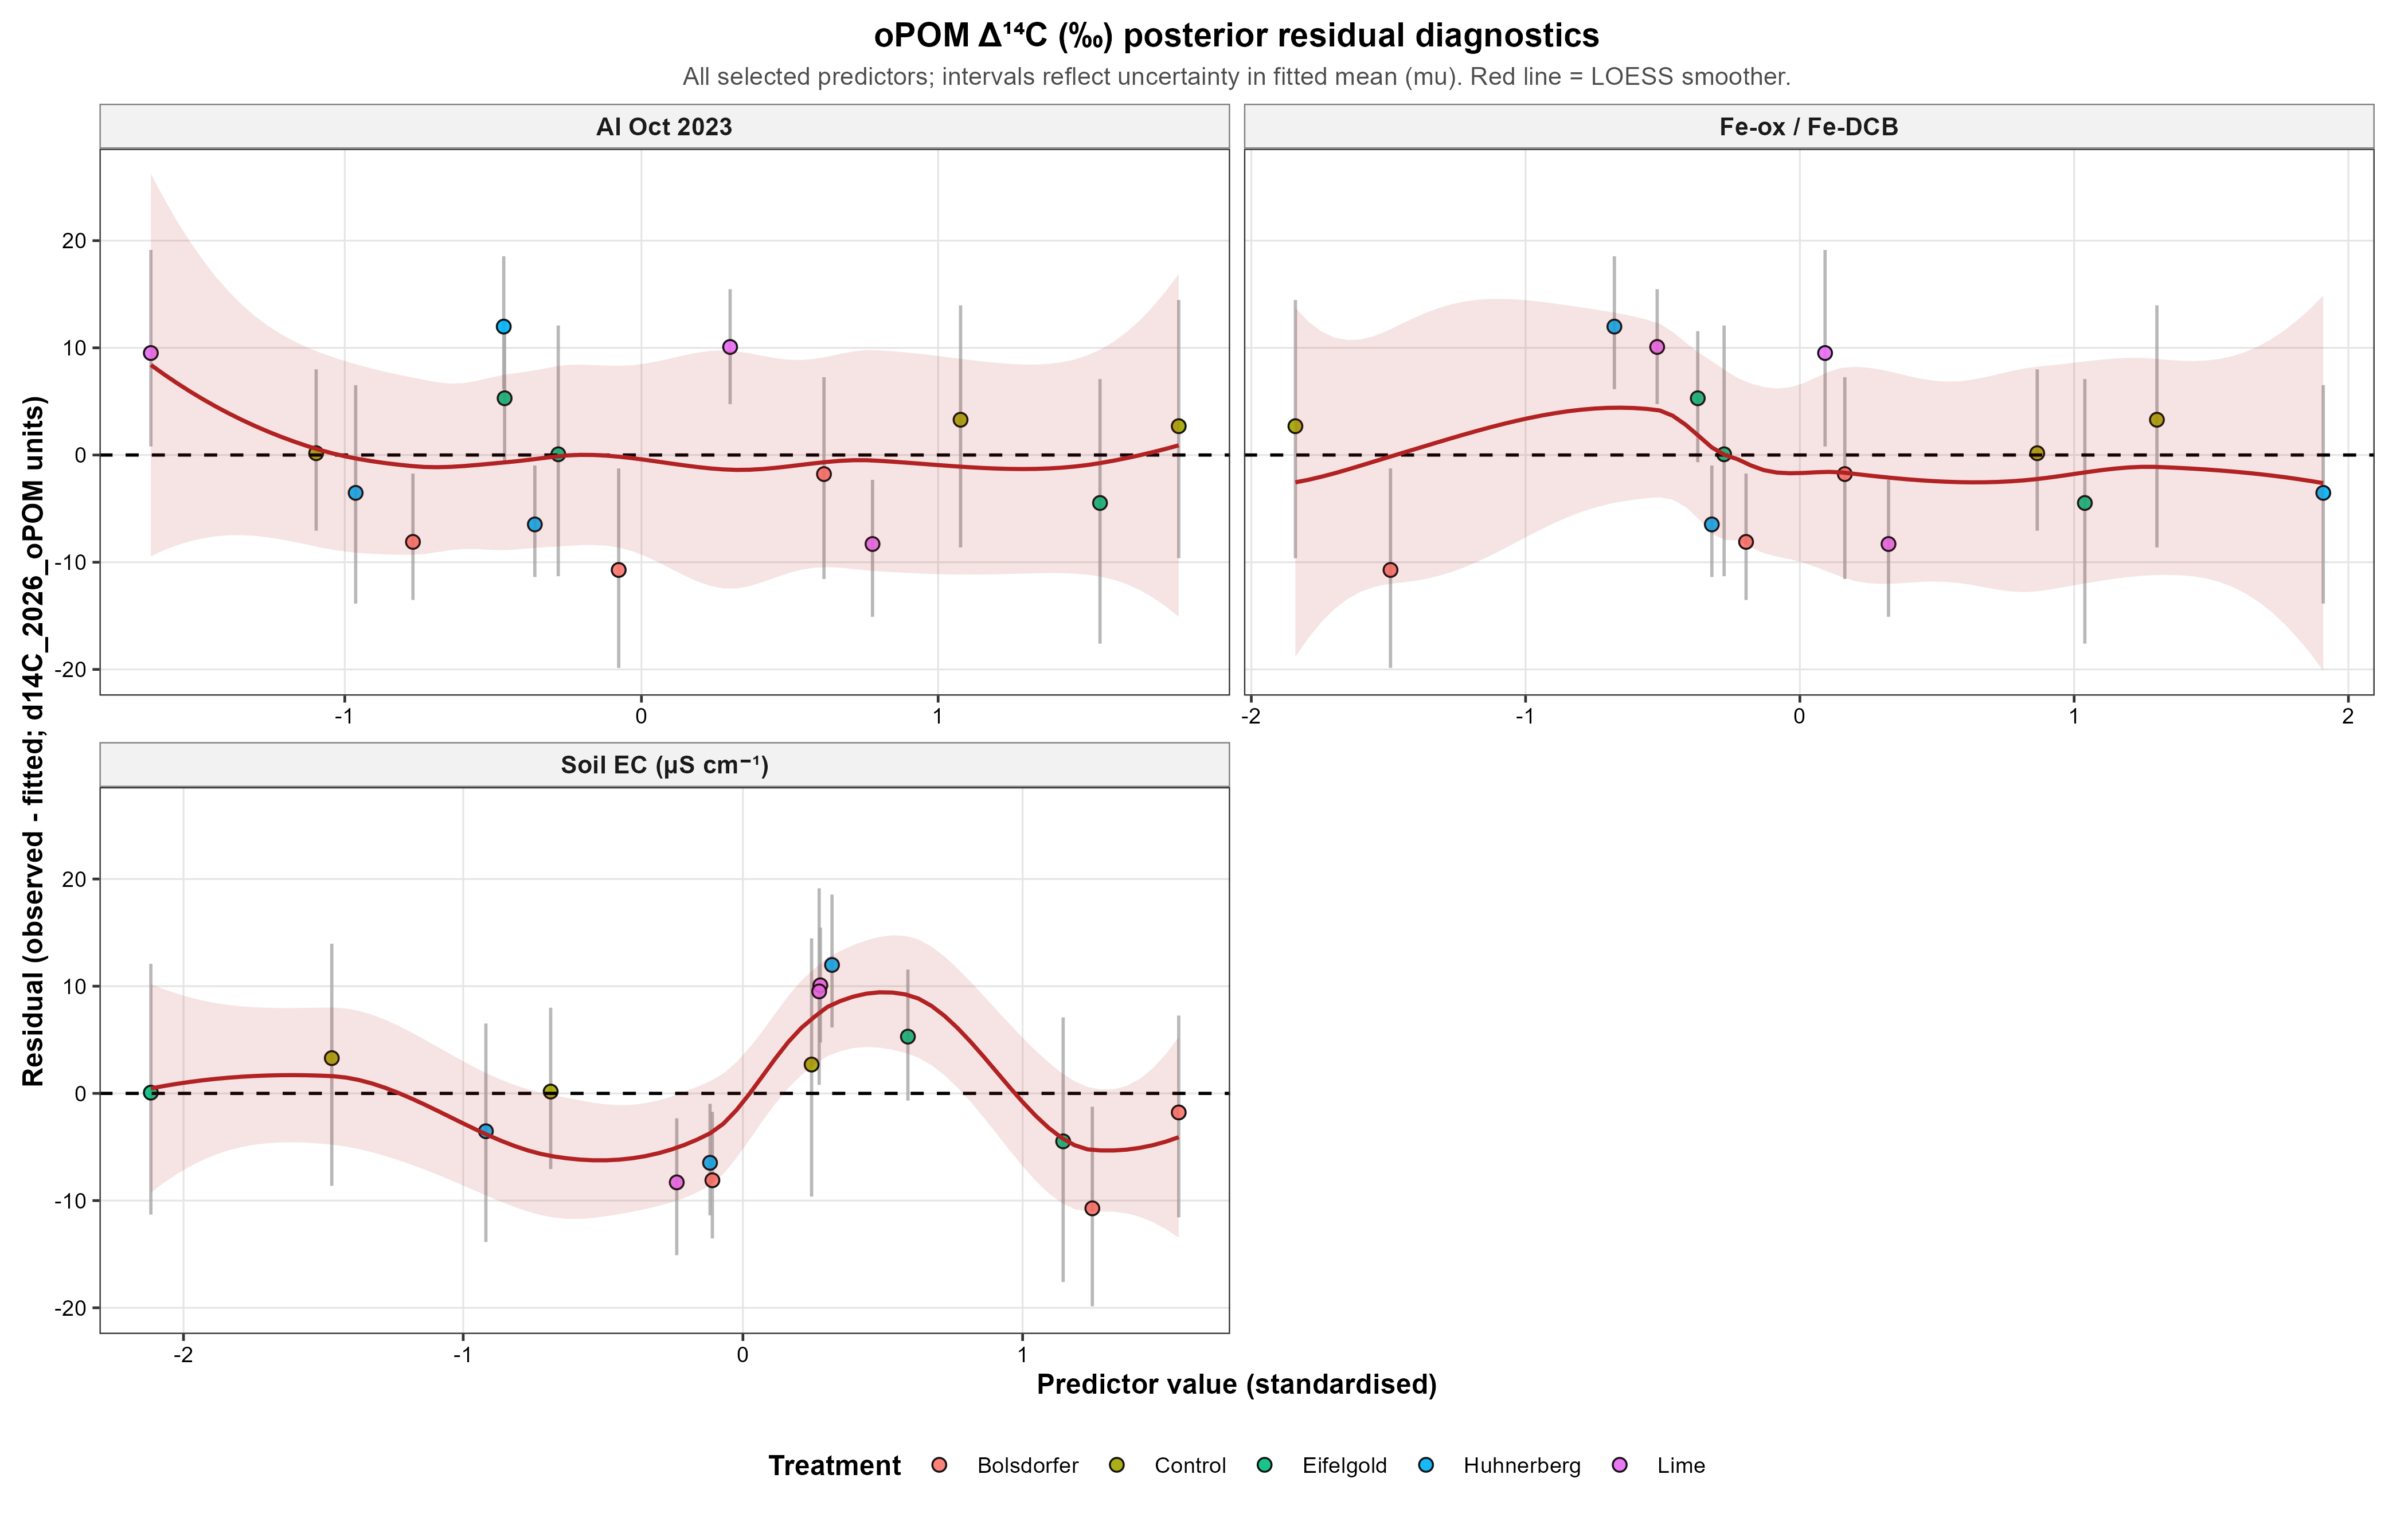 oPOM Δ¹⁴C (‰) posterior residual diagnostics
All selected predictors; intervals reflect uncertainty in fitted mean (mu). Red line = LOESS smoother.
Residual (observed - fitted; d14C_2026_oPOM units)
Al Oct 2023
20
10
0
-10
-20
-1
0
1
Fe-ox / Fe-DCB
-2
-1
0
1
2
Soil EC (µS cm⁻¹)
20
10
0
-10
-20
-2
-1
0
1
Predictor value (standardised)
Treatment Bolsdorfer Control Eifelgold Huhnerberg Lime